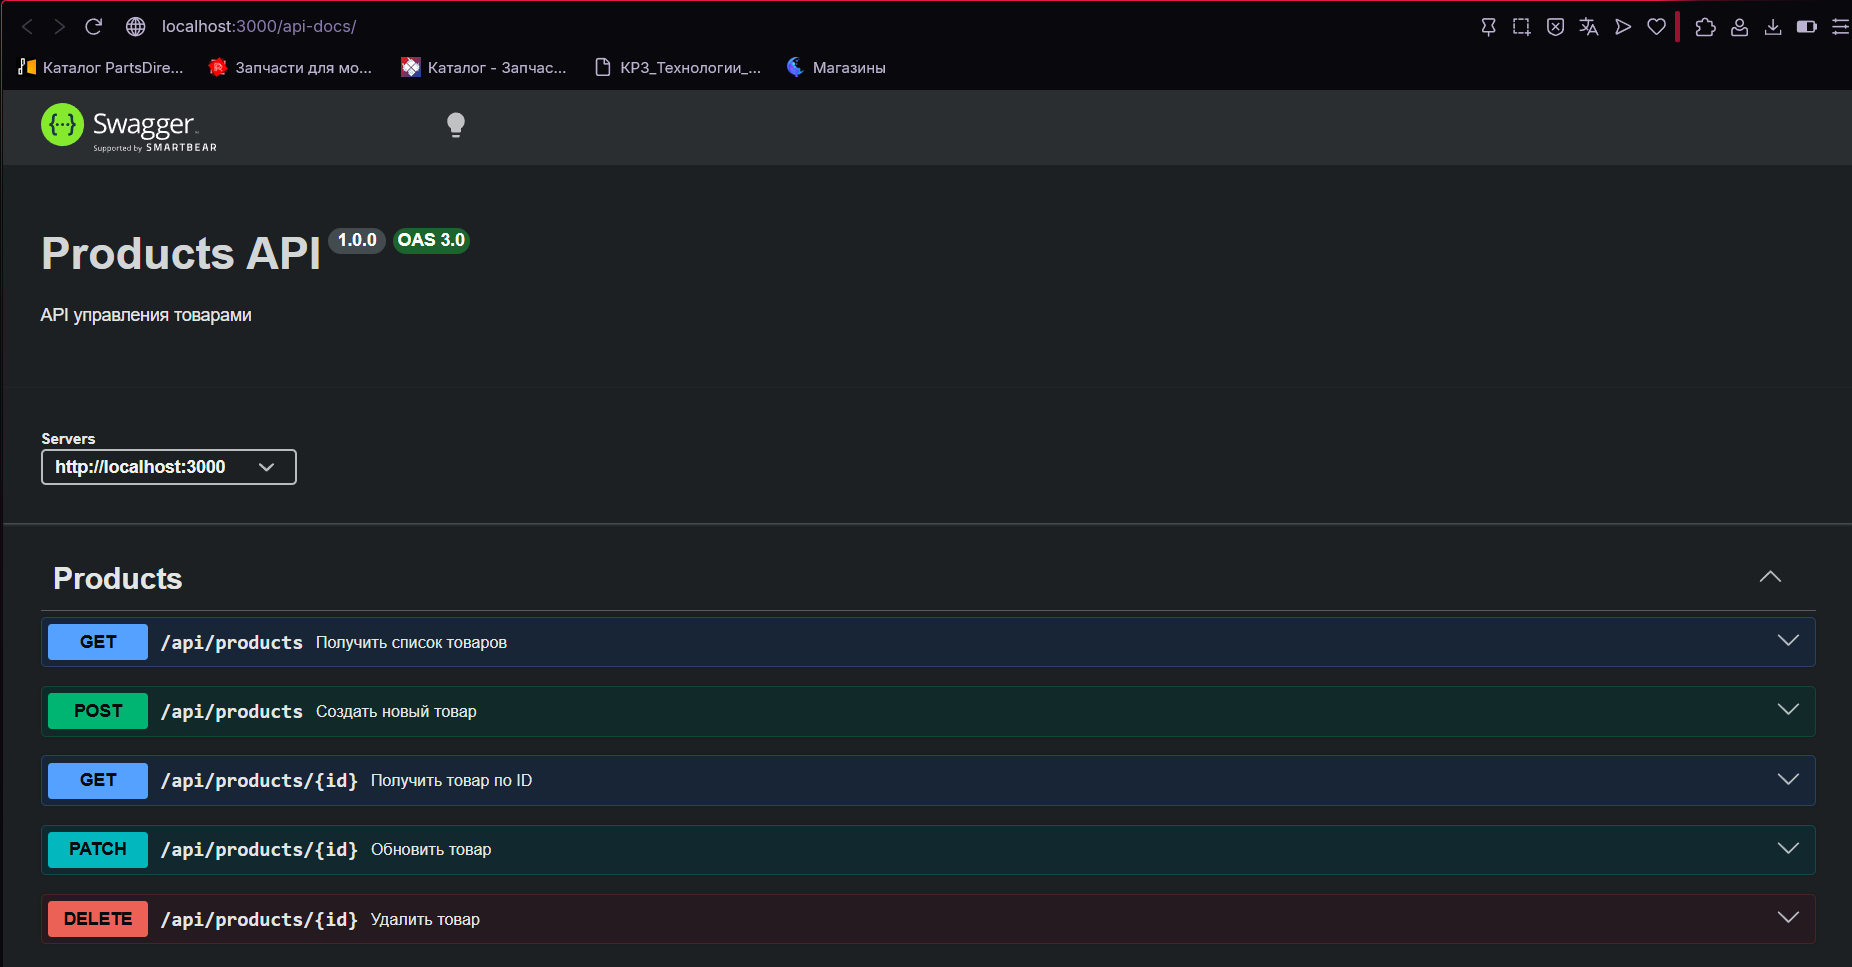 localhost:3000/api-docs/
Каталог PartsDire... Запчасти для мо... Каталог - Запчас... КР3_Технологии_... Магазины
{···} Swagger
Supported by SMARTBEAR
Products API 1.0.0 OAS 3.0
API управления товарами
Servers
http://localhost:3000
Products
GET /api/products Получить список товаров
POST /api/products Создать новый товар
GET /api/products/{id} Получить товар по ID
PATCH /api/products/{id} Обновить товар
DELETE /api/products/{id} Удалить товар